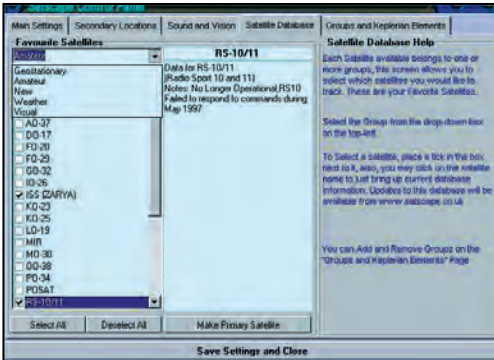 Satscape Control Panel
Main Settings
Secondary Locations
Sound and Vision
Satellite Database
Groups and Keplerian Elements
Favourite Satellites
Amateur
Geostationary
Amateur
New
Weather
Visual
AO-37
DO-17
FO-20
FO-29
GO-32
IO-26
ISS (ZARYA)
KO-23
KO-25
LO-19
MIR
MO-30
OO-38
PO-34
POSAT
RS-10/11
Select All
Deselect All
RS-10/11
Data for RS-10/11
(Radio Sport 10 and 11)
Notes: No Longer Operational,RS10
Failed to respond to commands during
May 1997
Make Primary Satellite
Satellite Database Help
Each Satellite available belongs to one or
more groups, this screen allows you to
select which satellites you would like to
track. These are your Favorite Satellites.
Select the Group from the drop-down box
on the top-left.
To Select a satellite, place a tick in the box
next to it, also, you may click on the satellite
name to just bring up current database
information. Updates to this database will be
available from www.satscape.co.uk
You can Add and Remove Groups on the
"Groups and Keplerian Elements" Page
Save Settings and Close